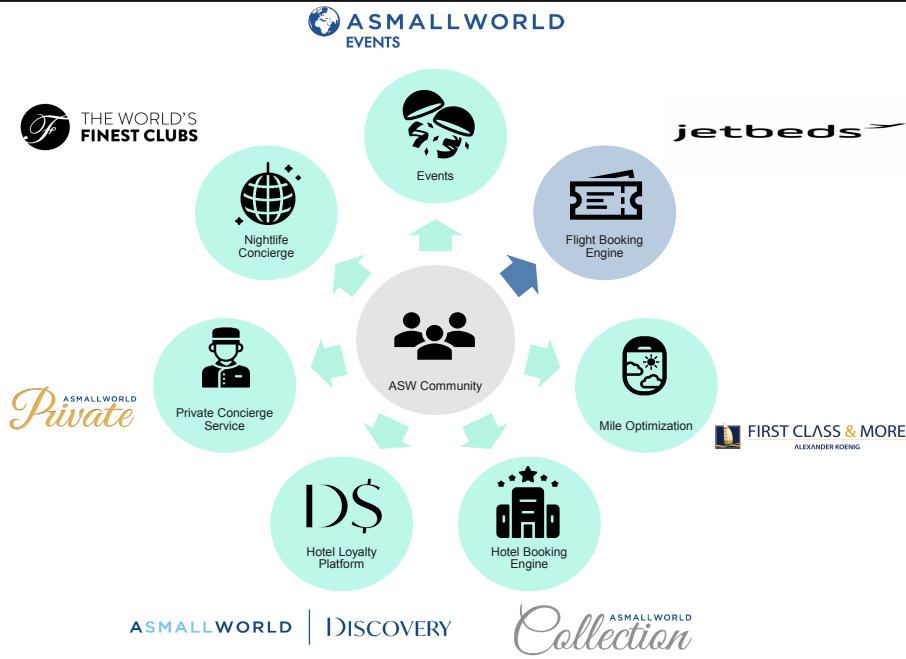 ASMALLWORLD
EVENTS
THE WORLD'S
FINEST CLUBS
jetbeds
Events
Nightlife
Concierge
Flight Booking
Engine
ASW Community
Private Concierge
Service
Mile Optimization
ASMALLWORLD
Private
FIRST CLASS & MORE
ALEXANDER KOENIG
D$
Hotel Loyalty
Platform
Hotel Booking
Engine
ASMALLWORLD | DISCOVERY
ASMALLWORLD
Collection